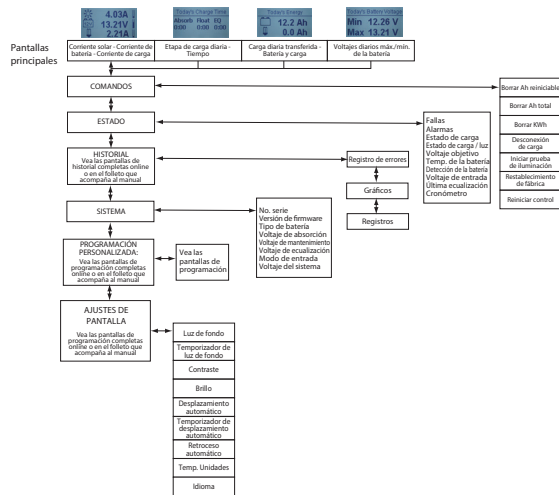 4.03A
13.21V
2.21A
Today's Charge Time
Absorb Float EQ
0:00 0:00 0:00
Today's Energy
12.2 Ah
0.0 Ah
Today's Battery Voltage
Min 12.26 V
Max 13.21 V
Pantallas
principales
Corriente solar - Corriente de
batería - Corriente de carga
Etapa de carga diaria -
Tiempo
Carga diaria transferida -
Batería y carga
Voltajes diarios máx./mín.
de la batería
COMANDOS
Borrar Ah reiniciable
Borrar Ah total
Borrar KWh
Desconexión
de carga
Iniciar prueba
de iluminación
Restablecimiento
de fábrica
Reiniciar control
ESTADO
Fallas
Alarmas
Estado de carga
Estado de carga / luz
Voltaje objetivo
Temp. de la batería
Detección de la batería
Voltaje de entrada
Última ecualización
Cronómetro
HISTORIAL
Vea las pantallas de
historial completas online
o en el folleto que
acompaña al manual
Registro de errores
Gráficos
Registros
SISTEMA
No. serie
Versión de firmware
Tipo de batería
Voltaje de absorción
Voltaje de mantenimiento
Voltaje de ecualización
Modo de entrada
Voltaje del sistema
PROGRAMACIÓN
PERSONALIZADA:
Vea las pantallas de
programación completas
online o en el folleto que
acompaña al manual
Vea las
pantallas de
programación
AJUSTES DE
PANTALLA
Vea las pantallas de
programación completas
online o en el folleto que
acompaña al manual
Luz de fondo
Temporizador de
luz de fondo
Contraste
Brillo
Desplazamiento
automático
Temporizador de
desplazamiento
automático
Retroceso
automático
Temp. Unidades
Idioma